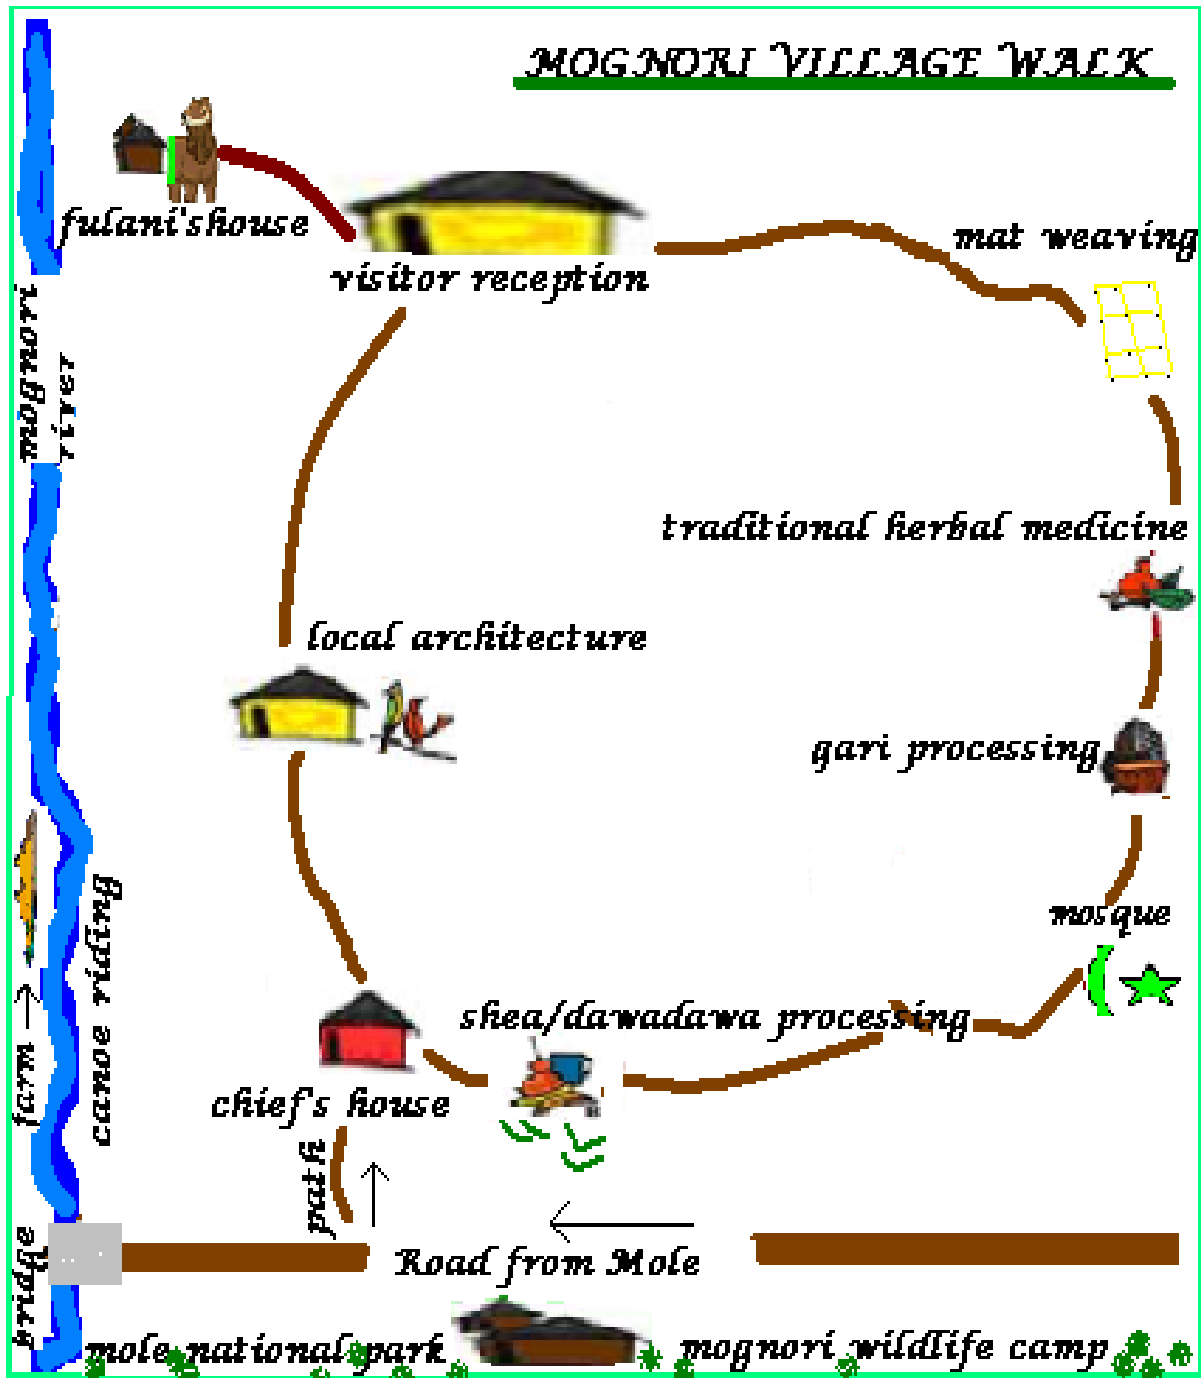 MOGNORI VILLAGE WALK
fulani'shouse
mat weaving
visitor reception
mognori
river
traditional herbal medicine
local architecture
gari processing
mosque
canoe riding
shea/dawadawa processing
farm
chief's house
path
Road from Mole
bridge
mole national park
mognori wildlife camp